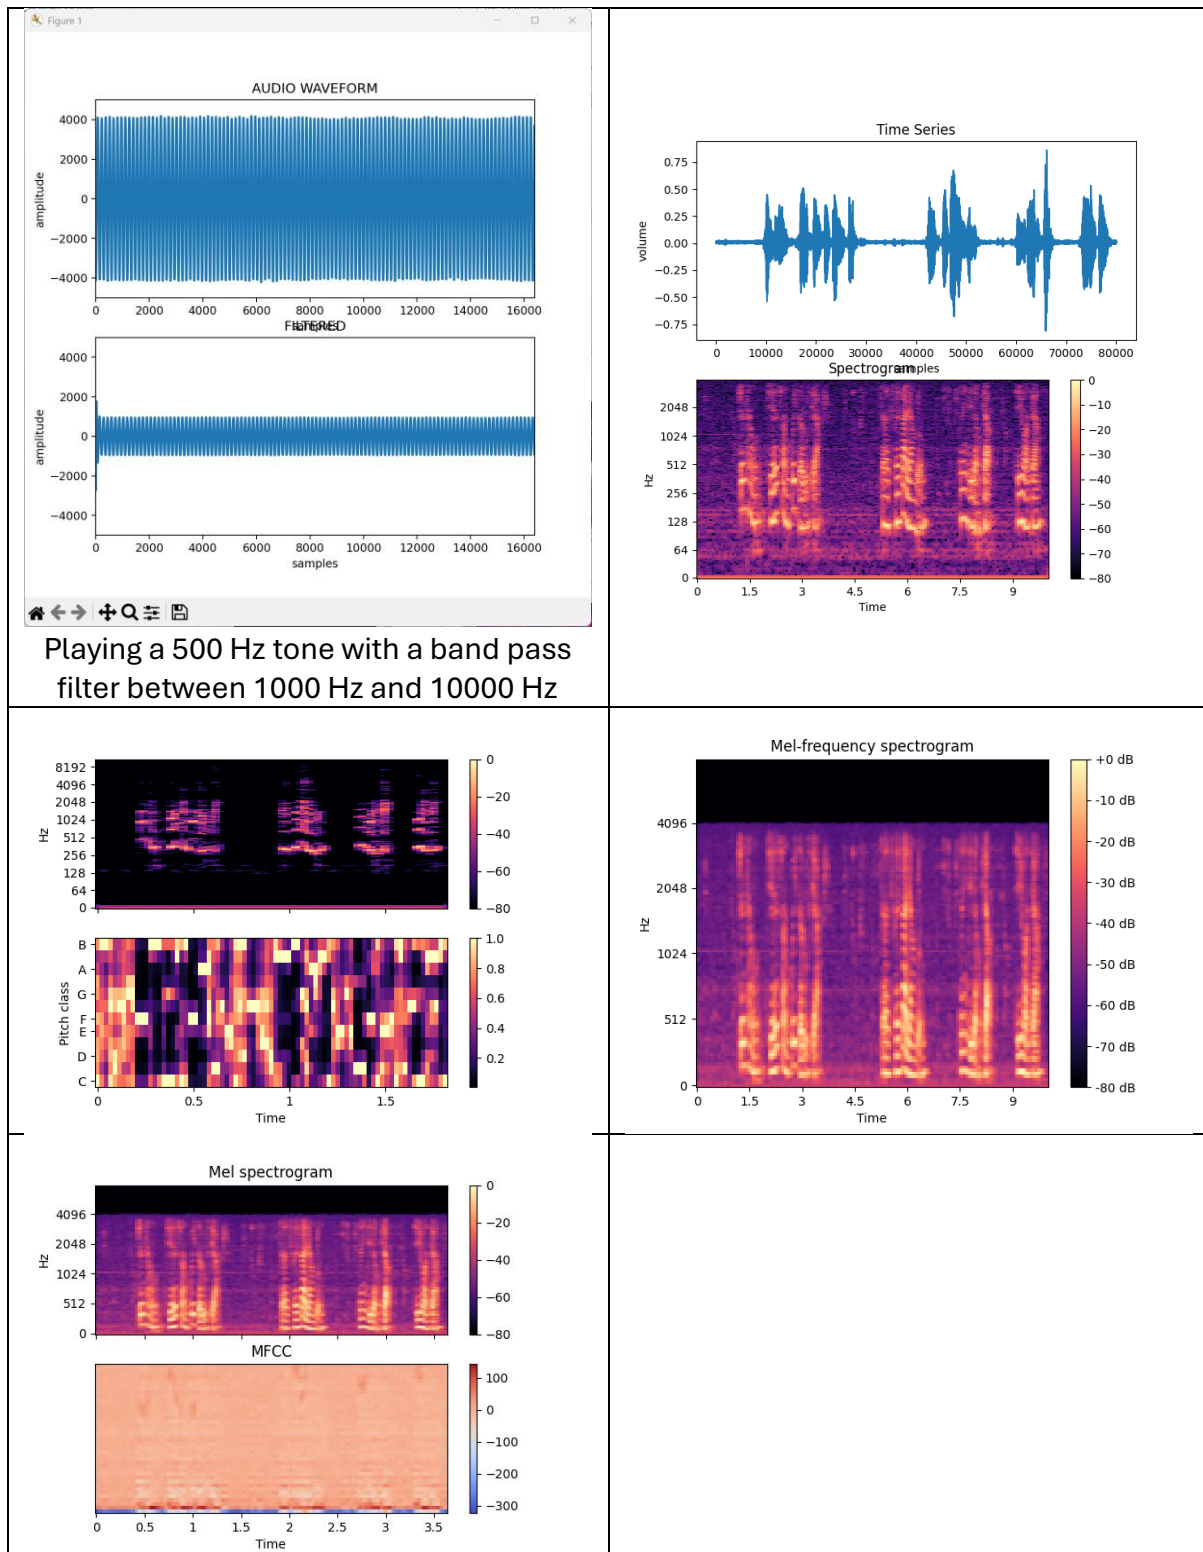 Figure 1
AUDIO WAVEFORM
4000
2000
0
−2000
−4000
amplitude
0 2000 4000 6000 8000 10000 12000 14000 16000
samples
FILTERED
4000
2000
0
−2000
−4000
amplitude
0 2000 4000 6000 8000 10000 12000 14000 16000
samples
Playing a 500 Hz tone with a band pass
filter between 1000 Hz and 10000 Hz
Time Series
0.75
0.50
0.25
0.00
−0.25
−0.50
−0.75
volume
0 10000 20000 30000 40000 50000 60000 70000 80000
samples
Spectrogram
2048
1024
512
256
128
64
0
Hz
0 1.5 3 4.5 6 7.5 9
Time
0
−10
−20
−30
−40
−50
−60
−70
−80
8192
4096
2048
1024
512
256
128
64
0
Hz
0
−20
−40
−60
−80
B
A
G
F
E
D
C
Pitch class
0 0.5 1 1.5
Time
1.0
0.8
0.6
0.4
0.2
Mel-frequency spectrogram
4096
2048
1024
512
0
Hz
0 1.5 3 4.5 6 7.5 9
Time
+0 dB
-10 dB
-20 dB
-30 dB
-40 dB
-50 dB
-60 dB
-70 dB
-80 dB
Mel spectrogram
4096
2048
1024
512
0
Hz
0
−20
−40
−60
−80
MFCC
0 0.5 1 1.5 2 2.5 3 3.5
Time
100
0
−100
−200
−300